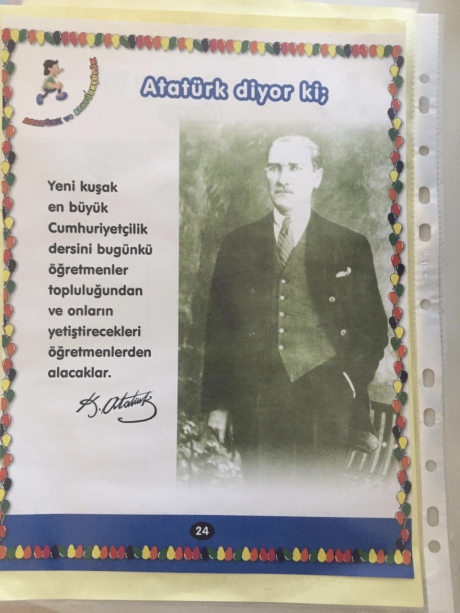 Atatürk diyor ki;
Yeni kuşak
en büyük
Cumhuriyetçilik
dersini bugünkü
öğretmenler
topluluğundan
ve onların
yetiştirecekleri
öğretmenlerden
alacaklar.
K. Atatürk
24